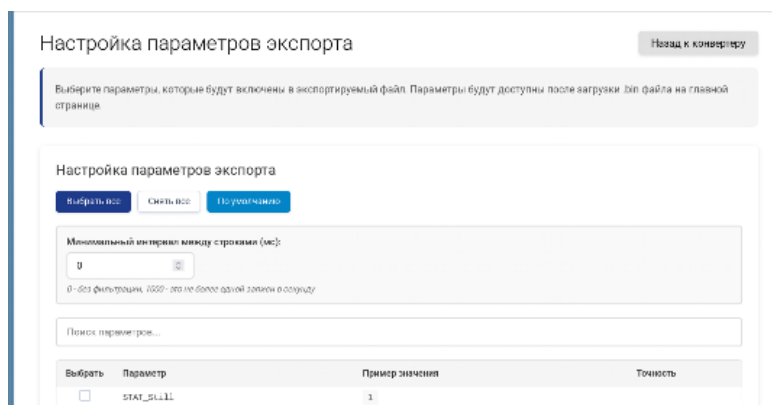 Настройка параметров экспорта
Назад к конвертеру
Выберите параметры, которые будут включены в экспортируемый файл. Параметры будут доступны после загрузки .bin файла на главной
странице.
Настройка параметров экспорта
Выбрать все
Снять все
По умолчанию
Минимальный интервал между строками (мс):
0
0 - без фильтрации, 1000 - это не более одной записи в секунду
Поиск параметров...
Выбрать Параметр Пример значения Точность
STAT_Still 1